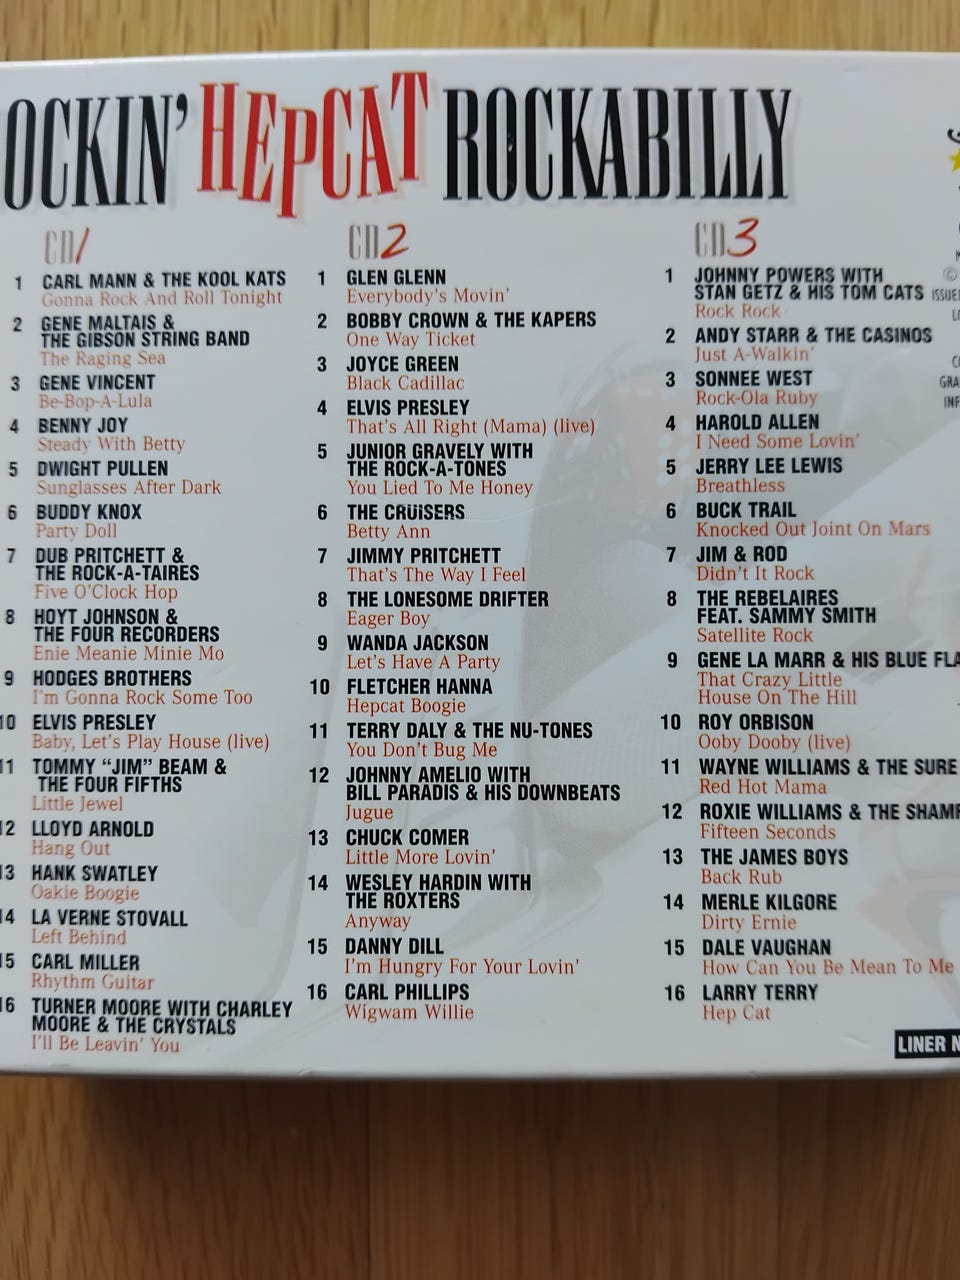 OCKIN' HEPCAT ROCKABILLY
CD1
1 CARL MANN & THE KOOL KATS
Gonna Rock And Roll Tonight
2 GENE MALTAIS &
THE GIBSON STRING BAND
The Raging Sea
3 GENE VINCENT
Be-Bop-A-Lula
4 BENNY JOY
Steady With Betty
5 DWIGHT PULLEN
Sunglasses After Dark
6 BUDDY KNOX
Party Doll
7 DUB PRITCHETT &
THE ROCK-A-TAIRES
Five O'Clock Hop
8 HOYT JOHNSON &
THE FOUR RECORDERS
Enie Meanie Minie Mo
9 HODGES BROTHERS
I'm Gonna Rock Some Too
10 ELVIS PRESLEY
Baby, Let's Play House (live)
11 TOMMY “JIM” BEAM &
THE FOUR FIFTHS
Little Jewel
12 LLOYD ARNOLD
Hang Out
13 HANK SWATLEY
Oakie Boogie
14 LA VERNE STOVALL
Left Behind
15 CARL MILLER
Rhythm Guitar
16 TURNER MOORE WITH CHARLEY
MOORE & THE CRYSTALS
I'll Be Leavin' You
CD2
1 GLEN GLENN
Everybody's Movin'
2 BOBBY CROWN & THE KAPERS
One Way Ticket
3 JOYCE GREEN
Black Cadillac
4 ELVIS PRESLEY
That's All Right (Mama) (live)
5 JUNIOR GRAVELY WITH
THE ROCK-A-TONES
You Lied To Me Honey
6 THE CRUISERS
Betty Ann
7 JIMMY PRITCHETT
That's The Way I Feel
8 THE LONESOME DRIFTER
Eager Boy
9 WANDA JACKSON
Let's Have A Party
10 FLETCHER HANNA
Hepcat Boogie
11 TERRY DALY & THE NU-TONES
You Don't Bug Me
12 JOHNNY AMELIO WITH
BILL PARADIS & HIS DOWNBEATS
Jugue
13 CHUCK COMER
Little More Lovin'
14 WESLEY HARDIN WITH
THE ROXTERS
Anyway
15 DANNY DILL
I'm Hungry For Your Lovin'
16 CARL PHILLIPS
Wigwam Willie
CD3
1 JOHNNY POWERS WITH
STAN GETZ & HIS TOM CATS
Rock Rock
2 ANDY STARR & THE CASINOS
Just A-Walkin'
3 SONNEE WEST
Rock-Ola Ruby
4 HAROLD ALLEN
I Need Some Lovin'
5 JERRY LEE LEWIS
Breathless
6 BUCK TRAIL
Knocked Out Joint On Mars
7 JIM & ROD
Didn't It Rock
8 THE REBELAIRES
FEAT. SAMMY SMITH
Satellite Rock
9 GENE LA MARR & HIS BLUE FLA
That Crazy Little
House On The Hill
10 ROY ORBISON
Ooby Dooby (live)
11 WAYNE WILLIAMS & THE SURE
Red Hot Mama
12 ROXIE WILLIAMS & THE SHAMR
Fifteen Seconds
13 THE JAMES BOYS
Back Rub
14 MERLE KILGORE
Dirty Ernie
15 DALE VAUGHAN
How Can You Be Mean To Me
16 LARRY TERRY
Hep Cat
©
ISSUE
GRA
INF
LINER N